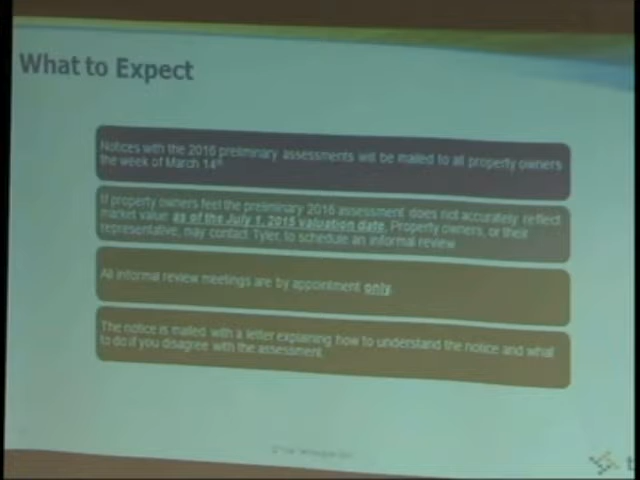 What to Expect
Notices with the 2016 preliminary assessments will be mailed to all property owners
the week of March 14th
If property owners feel the preliminary 2016 assessment does not accurately reflect
market value as of the July 1, 2015 valuation date. Property owners, or their
representative, may contact Tyler, to schedule an informal review
All informal review meetings are by appointment only
The notice is mailed with a letter explaining how to understand the notice and what
to do if you disagree with the assessment